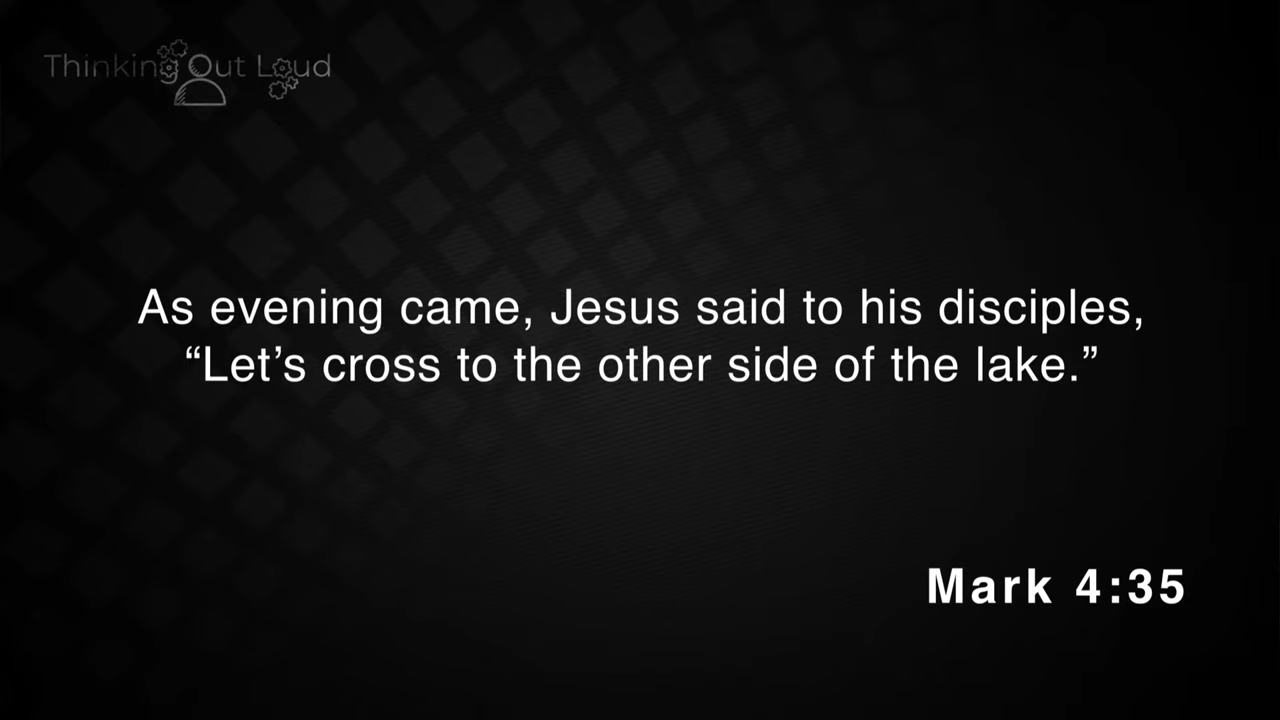 Thinking Out Loud
As evening came, Jesus said to his disciples,
“Let’s cross to the other side of the lake.”
Mark 4:35